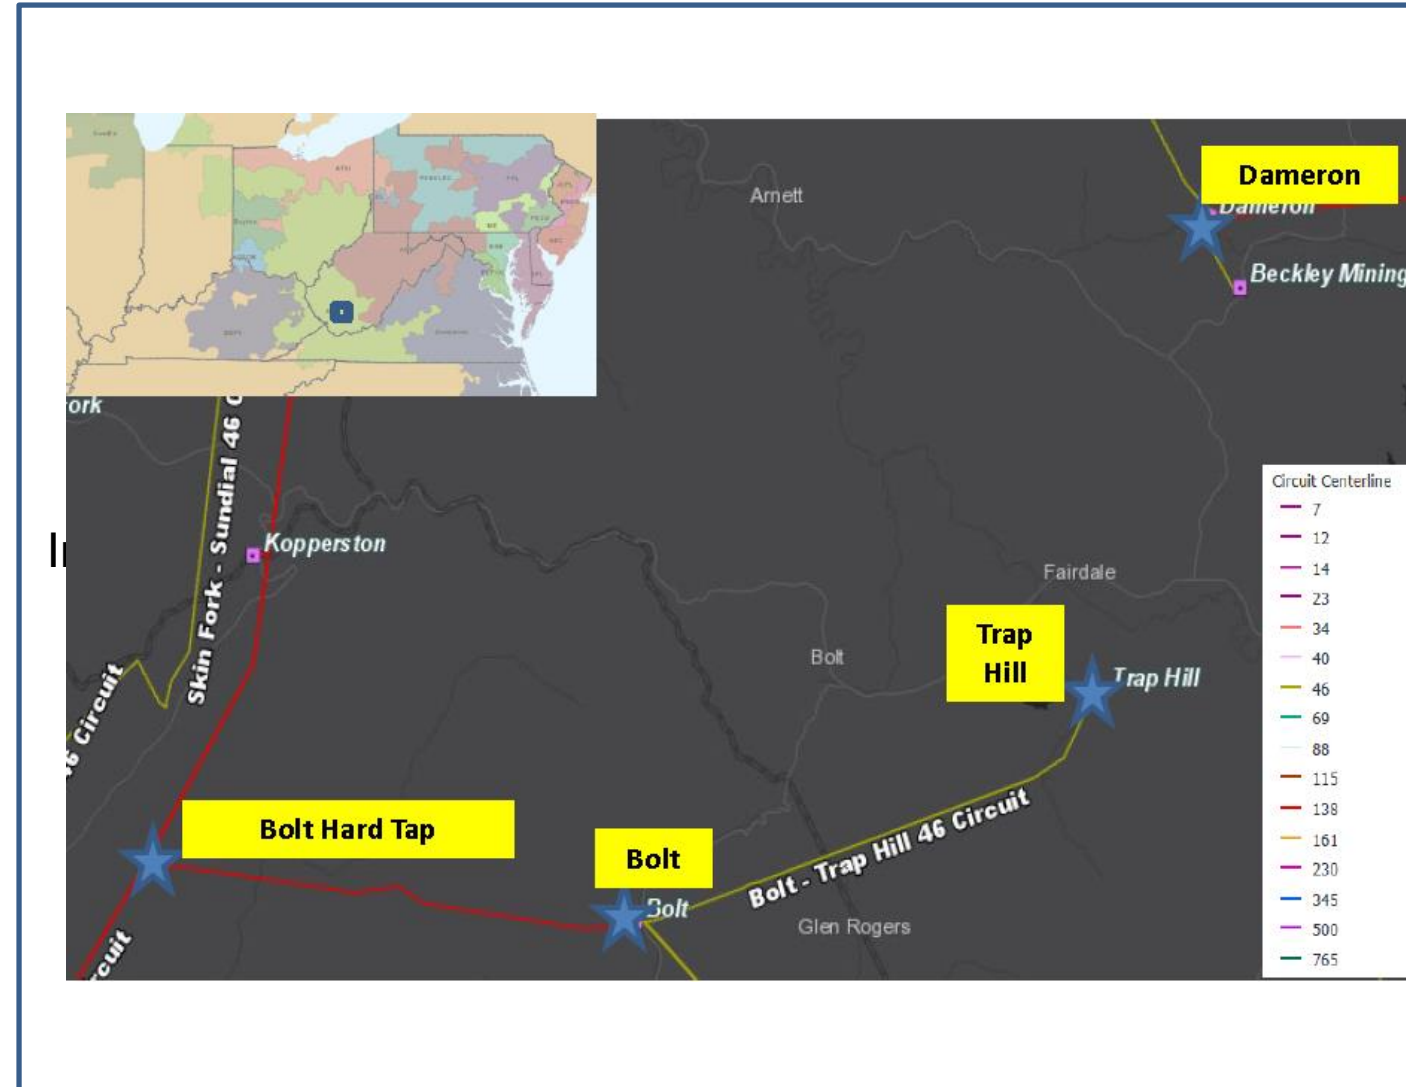 Dameron
Arnett
Dameron
Beckley Mining
ork
Skin Fork - Sundial 46 C
Kopperston
Circuit Centerline
7
12
14
23
34
40
46
69
88
115
138
161
230
345
500
765
Fairdale
Trap
Hill
Trap Hill
Bolt
46 Circuit
Bolt Hard Tap
Bolt
Bolt
Bolt - Trap Hill 46 Circuit
Glen Rogers
rcuit